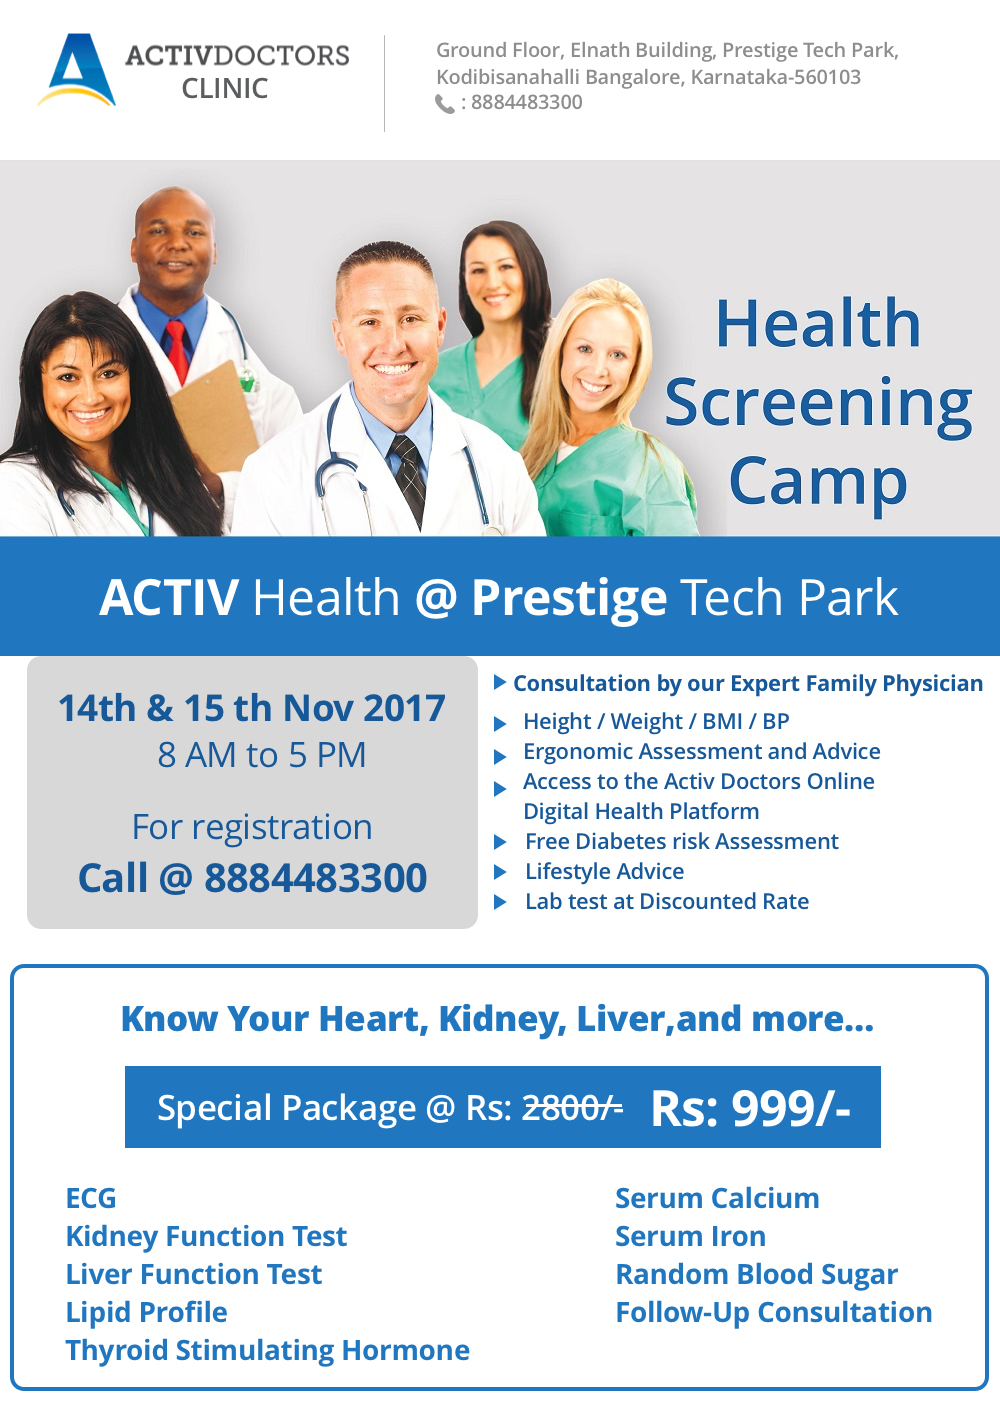 ACTIVDOCTORS
CLINIC
Ground Floor, Elnath Building, Prestige Tech Park,
Kodibisanahalli Bangalore, Karnataka-560103
: 8884483300
Health
Screening
Camp
ACTIV Health @ Prestige Tech Park
14th & 15 th Nov 2017
8 AM to 5 PM
For registration
Call @ 8884483300
Consultation by our Expert Family Physician
Height / Weight / BMI / BP
Ergonomic Assessment and Advice
Access to the Activ Doctors Online
Digital Health Platform
Free Diabetes risk Assessment
Lifestyle Advice
Lab test at Discounted Rate
Know Your Heart, Kidney, Liver,and more...
Special Package @ Rs: 2800/- Rs: 999/-
ECG
Kidney Function Test
Liver Function Test
Lipid Profile
Thyroid Stimulating Hormone
Serum Calcium
Serum Iron
Random Blood Sugar
Follow-Up Consultation